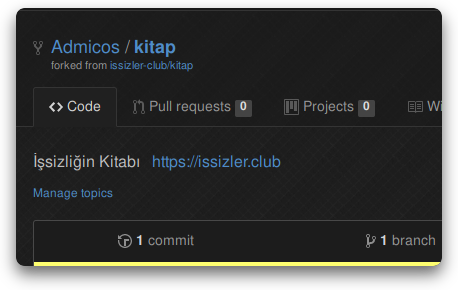 Admicos / kitap
forked from issizler-club/kitap
Code Pull requests 0 Projects 0 Wi
İşsizliğin Kitabı https://issizler.club
Manage topics
1 commit 1 branch